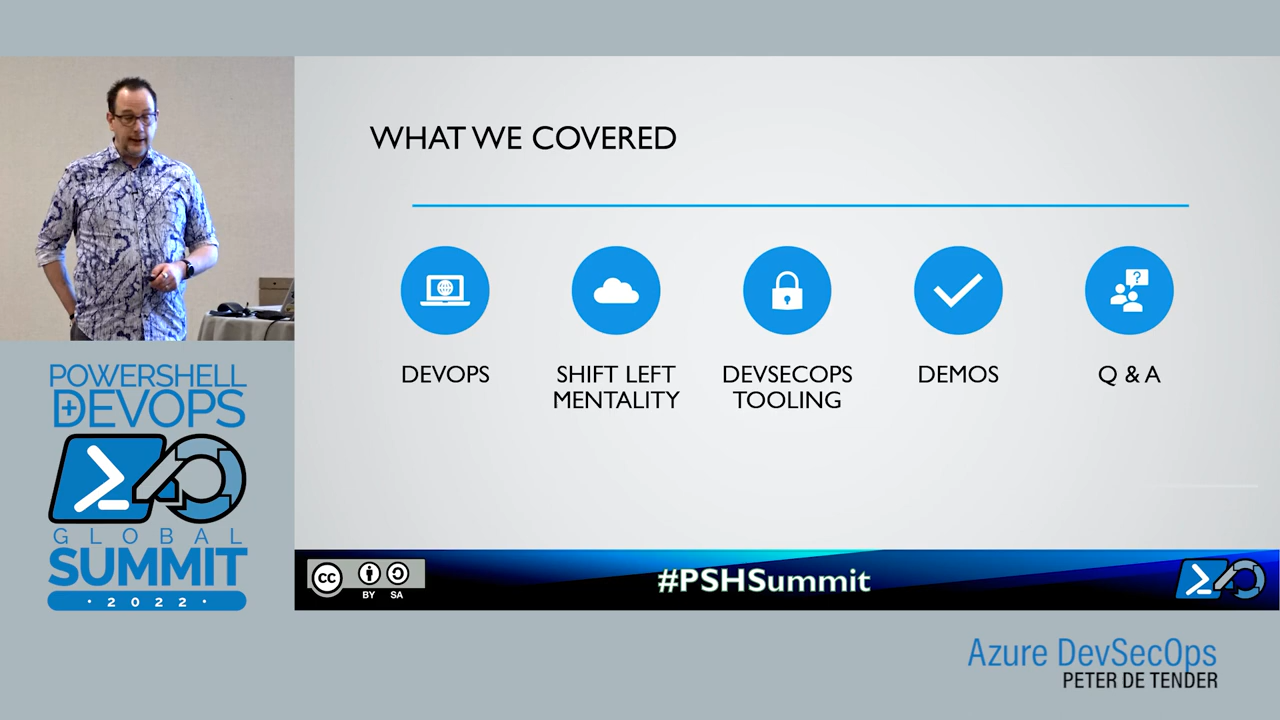 WHAT WE COVERED
DEVOPS
SHIFT LEFT
MENTALITY
DEVSECOPS
TOOLING
DEMOS
?
Q & A
POWERSHELL
+DEVOPS
GLOBAL
SUMMIT
· 2022 ·
cc
BY SA
#PSHSummit
Azure DevSecOps
PETER DE TENDER